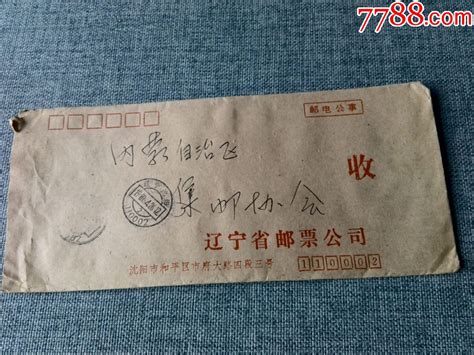 7788.com
邮电公事
内蒙自治区
收
集邮协会
辽宁省邮票公司
沈阳市和平区市府大路四段三号 110002